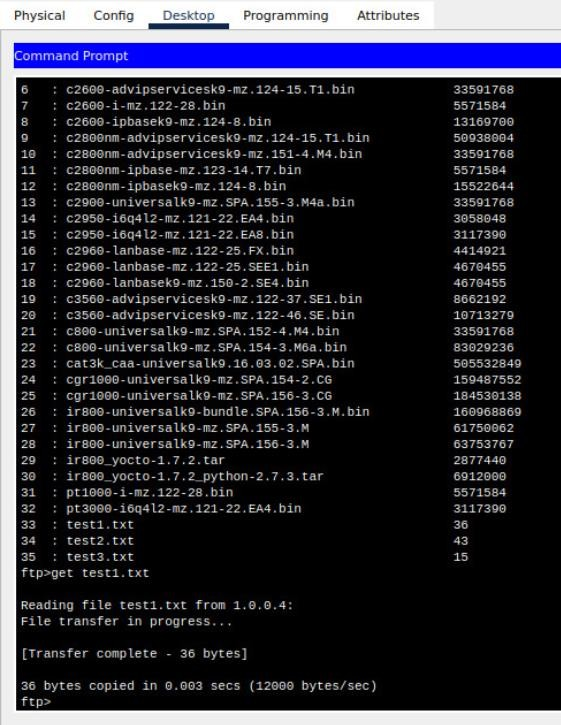 Physical Config Desktop Programming Attributes
Command Prompt
6 : c2600-advipservicesk9-mz.124-15.T1.bin 33591768
7 : c2600-i-mz.122-28.bin 5571584
8 : c2600-ipbasek9-mz.124-8.bin 13169700
9 : c2800nm-advipservicesk9-mz.124-15.T1.bin 50938004
10 : c2800nm-advipservicesk9-mz.151-4.M4.bin 33591768
11 : c2800nm-ipbase-mz.123-14.T7.bin 5571584
12 : c2800nm-ipbasek9-mz.124-8.bin 15522644
13 : c2900-universalk9-mz.SPA.155-3.M4a.bin 33591768
14 : c2950-i6q4l2-mz.121-22.EA4.bin 3058048
15 : c2950-i6q4l2-mz.121-22.EA8.bin 3117390
16 : c2960-lanbase-mz.122-25.FX.bin 4414921
17 : c2960-lanbase-mz.122-25.SEE1.bin 4670455
18 : c2960-lanbasek9-mz.150-2.SE4.bin 4670455
19 : c3560-advipservicesk9-mz.122-37.SE1.bin 8662192
20 : c3560-advipservicesk9-mz.122-46.SE.bin 10713279
21 : c800-universalk9-mz.SPA.152-4.M4.bin 33591768
22 : c800-universalk9-mz.SPA.154-3.M6a.bin 83029236
23 : cat3k_caa-universalk9.16.03.02.SPA.bin 505532849
24 : cgr1000-universalk9-mz.SPA.154-2.CG 159487552
25 : cgr1000-universalk9-mz.SPA.156-3.CG 184530138
26 : ir800-universalk9-bundle.SPA.156-3.M.bin 160968869
27 : ir800-universalk9-mz.SPA.155-3.M 61750062
28 : ir800-universalk9-mz.SPA.156-3.M 63753767
29 : ir800_yocto-1.7.2.tar 2877440
30 : ir800_yocto-1.7.2_python-2.7.3.tar 6912000
31 : pt1000-i-mz.122-28.bin 5571584
32 : pt3000-i6q4l2-mz.121-22.EA4.bin 3117390
33 : test1.txt 36
34 : test2.txt 43
35 : test3.txt 15
ftp>get test1.txt
Reading file test1.txt from 1.0.0.4:
File transfer in progress...
[Transfer complete - 36 bytes]
36 bytes copied in 0.003 secs (12000 bytes/sec)
ftp>